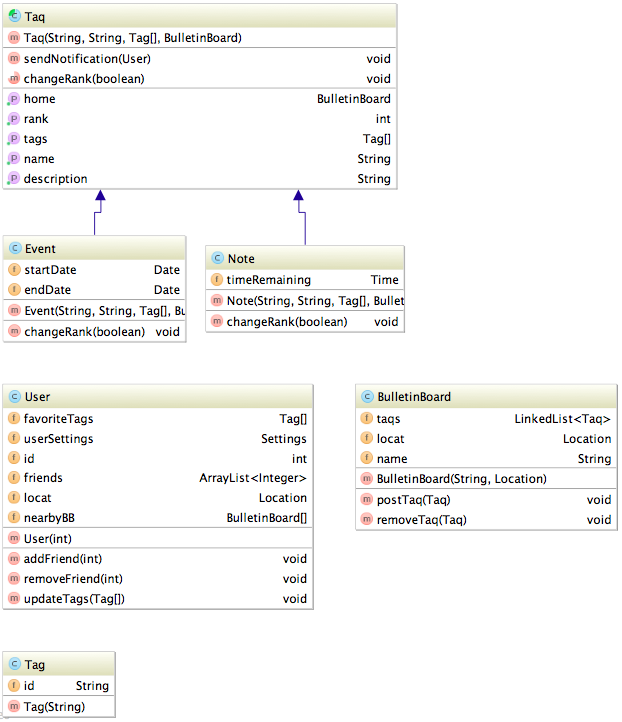 Taq
Taq(String, String, Tag[], BulletinBoard)
sendNotification(User) void
changeRank(boolean) void
home BulletinBoard
rank int
tags Tag[]
name String
description String
Event
startDate Date
endDate Date
Event(String, String, Tag[], Bu
changeRank(boolean) void
Note
timeRemaining Time
Note(String, String, Tag[], Bullet
changeRank(boolean) void
User
favoriteTags Tag[]
userSettings Settings
id int
friends ArrayList<Integer>
locat Location
nearbyBB BulletinBoard[]
User(int)
addFriend(int) void
removeFriend(int) void
updateTags(Tag[]) void
BulletinBoard
taqs LinkedList<Taq>
locat Location
name String
BulletinBoard(String, Location)
postTaq(Taq) void
removeTaq(Taq) void
Tag
id String
Tag(String)